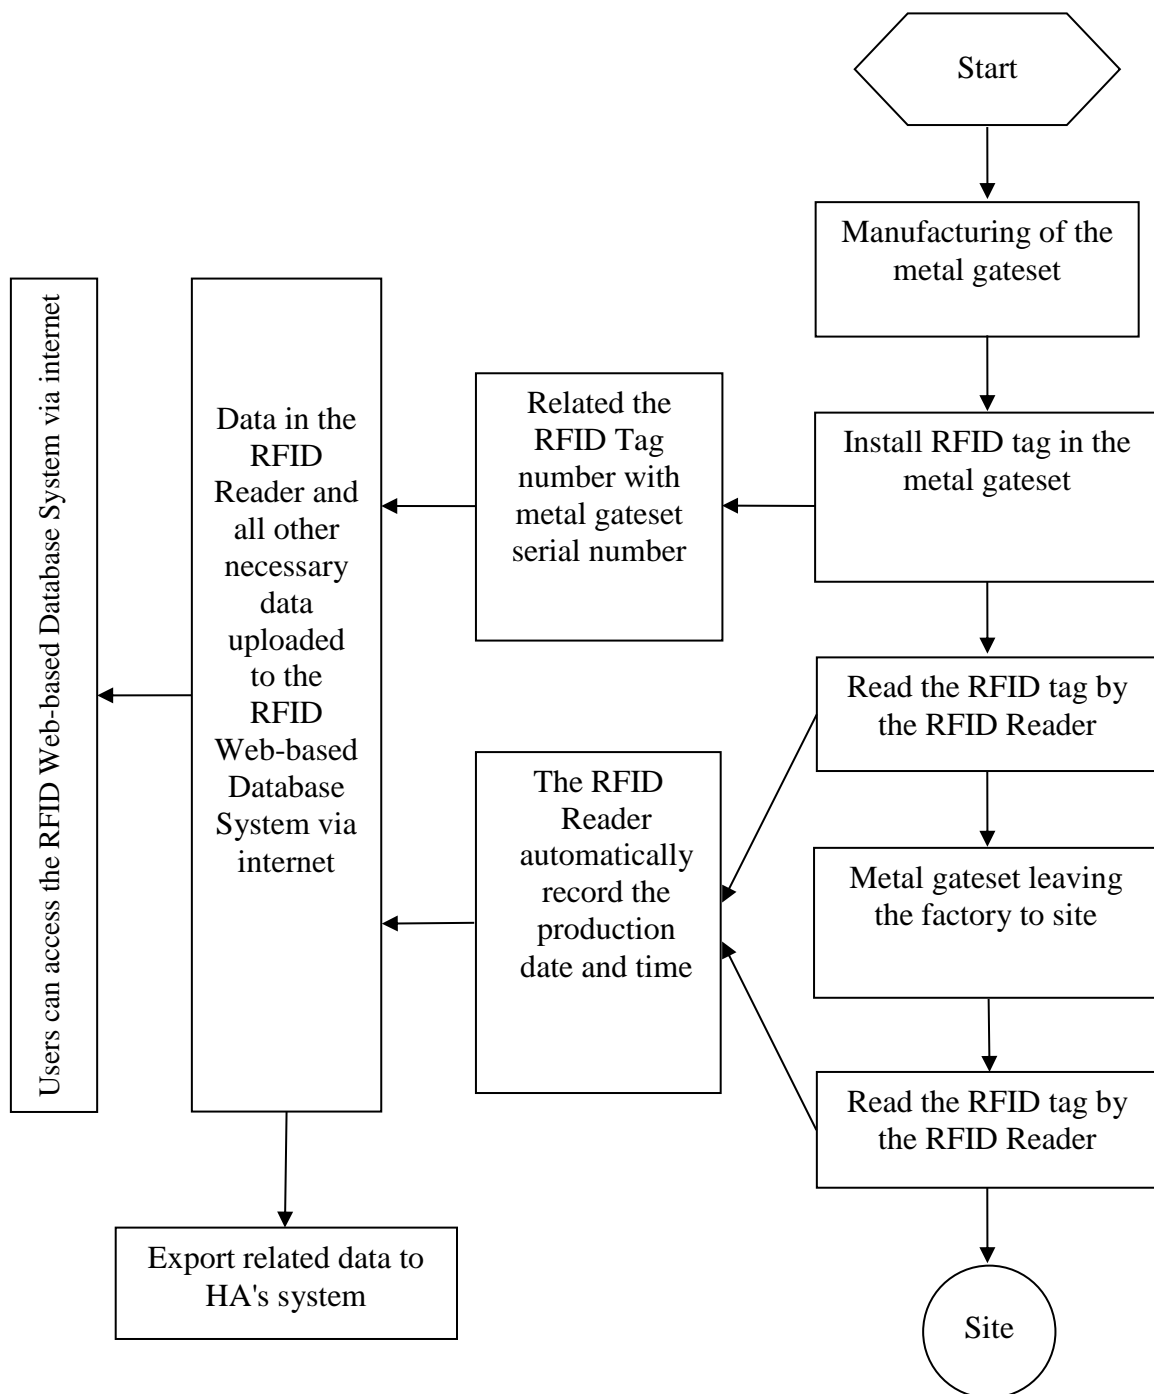 Start
Manufacturing of the
metal gateset
Install RFID tag in the
metal gateset
Related the
RFID Tag
number with
metal gateset
serial number
Data in the
RFID
Reader and
all other
necessary
data
uploaded
to the
RFID
Web-based
Database
System via
internet
Users can access the RFID Web-based Database System via internet
Read the RFID tag by
the RFID Reader
The RFID
Reader
automatically
record the
production
date and time
Metal gateset leaving
the factory to site
Read the RFID tag by
the RFID Reader
Export related data to
HA's system
Site